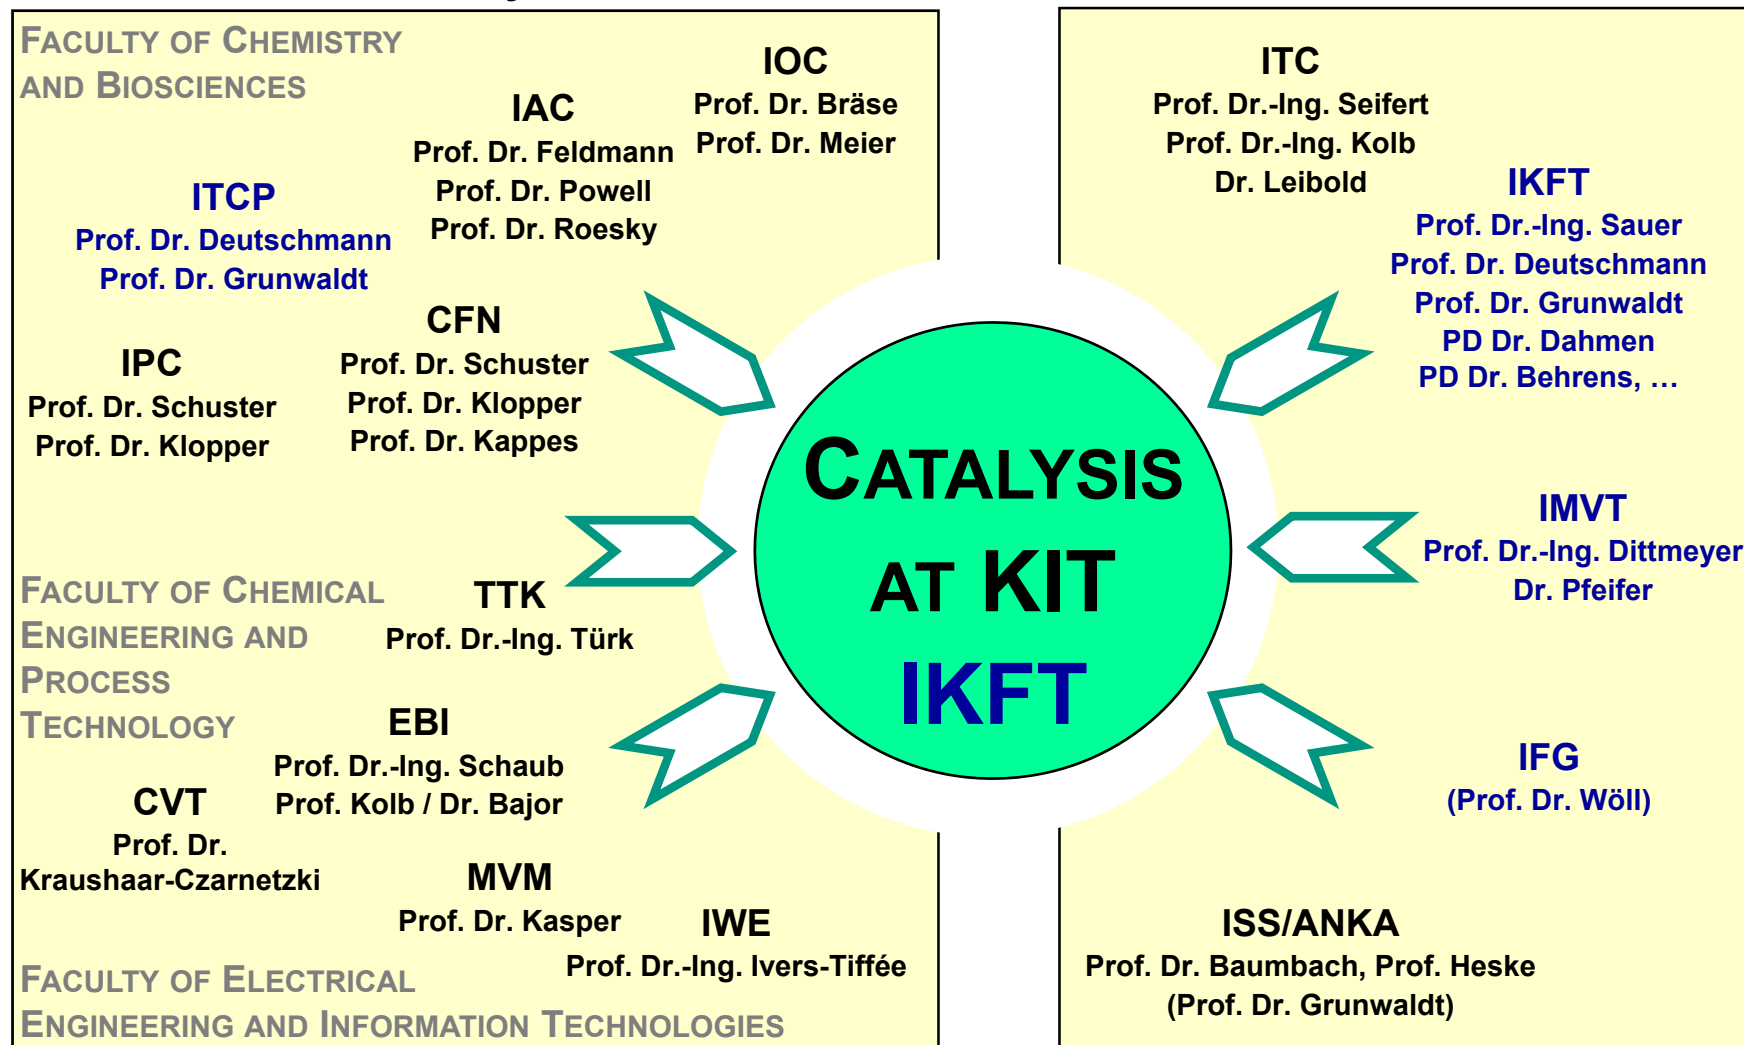 FACULTY OF CHEMISTRY
AND BIOSCIENCES
IOC
Prof. Dr. Bräse
Prof. Dr. Meier
IAC
Prof. Dr. Feldmann
Prof. Dr. Powell
Prof. Dr. Roesky
ITCP
Prof. Dr. Deutschmann
Prof. Dr. Grunwaldt
CFN
Prof. Dr. Schuster
Prof. Dr. Klopper
Prof. Dr. Kappes
IPC
Prof. Dr. Schuster
Prof. Dr. Klopper
FACULTY OF CHEMICAL
ENGINEERING AND
PROCESS
TECHNOLOGY
TTK
Prof. Dr.-Ing. Türk
EBI
Prof. Dr.-Ing. Schaub
Prof. Kolb / Dr. Bajor
CVT
Prof. Dr.
Kraushaar-Czarnetzki
MVM
Prof. Dr. Kasper
IWE
Prof. Dr.-Ing. Ivers-Tiffée
FACULTY OF ELECTRICAL
ENGINEERING AND INFORMATION TECHNOLOGIES
CATALYSIS
AT KIT
IKFT
ITC
Prof. Dr.-Ing. Seifert
Prof. Dr.-Ing. Kolb
Dr. Leibold
IKFT
Prof. Dr.-Ing. Sauer
Prof. Dr. Deutschmann
Prof. Dr. Grunwaldt
PD Dr. Dahmen
PD Dr. Behrens, …
IMVT
Prof. Dr.-Ing. Dittmeyer
Dr. Pfeifer
IFG
(Prof. Dr. Wöll)
ISS/ANKA
Prof. Dr. Baumbach, Prof. Heske
(Prof. Dr. Grunwaldt)